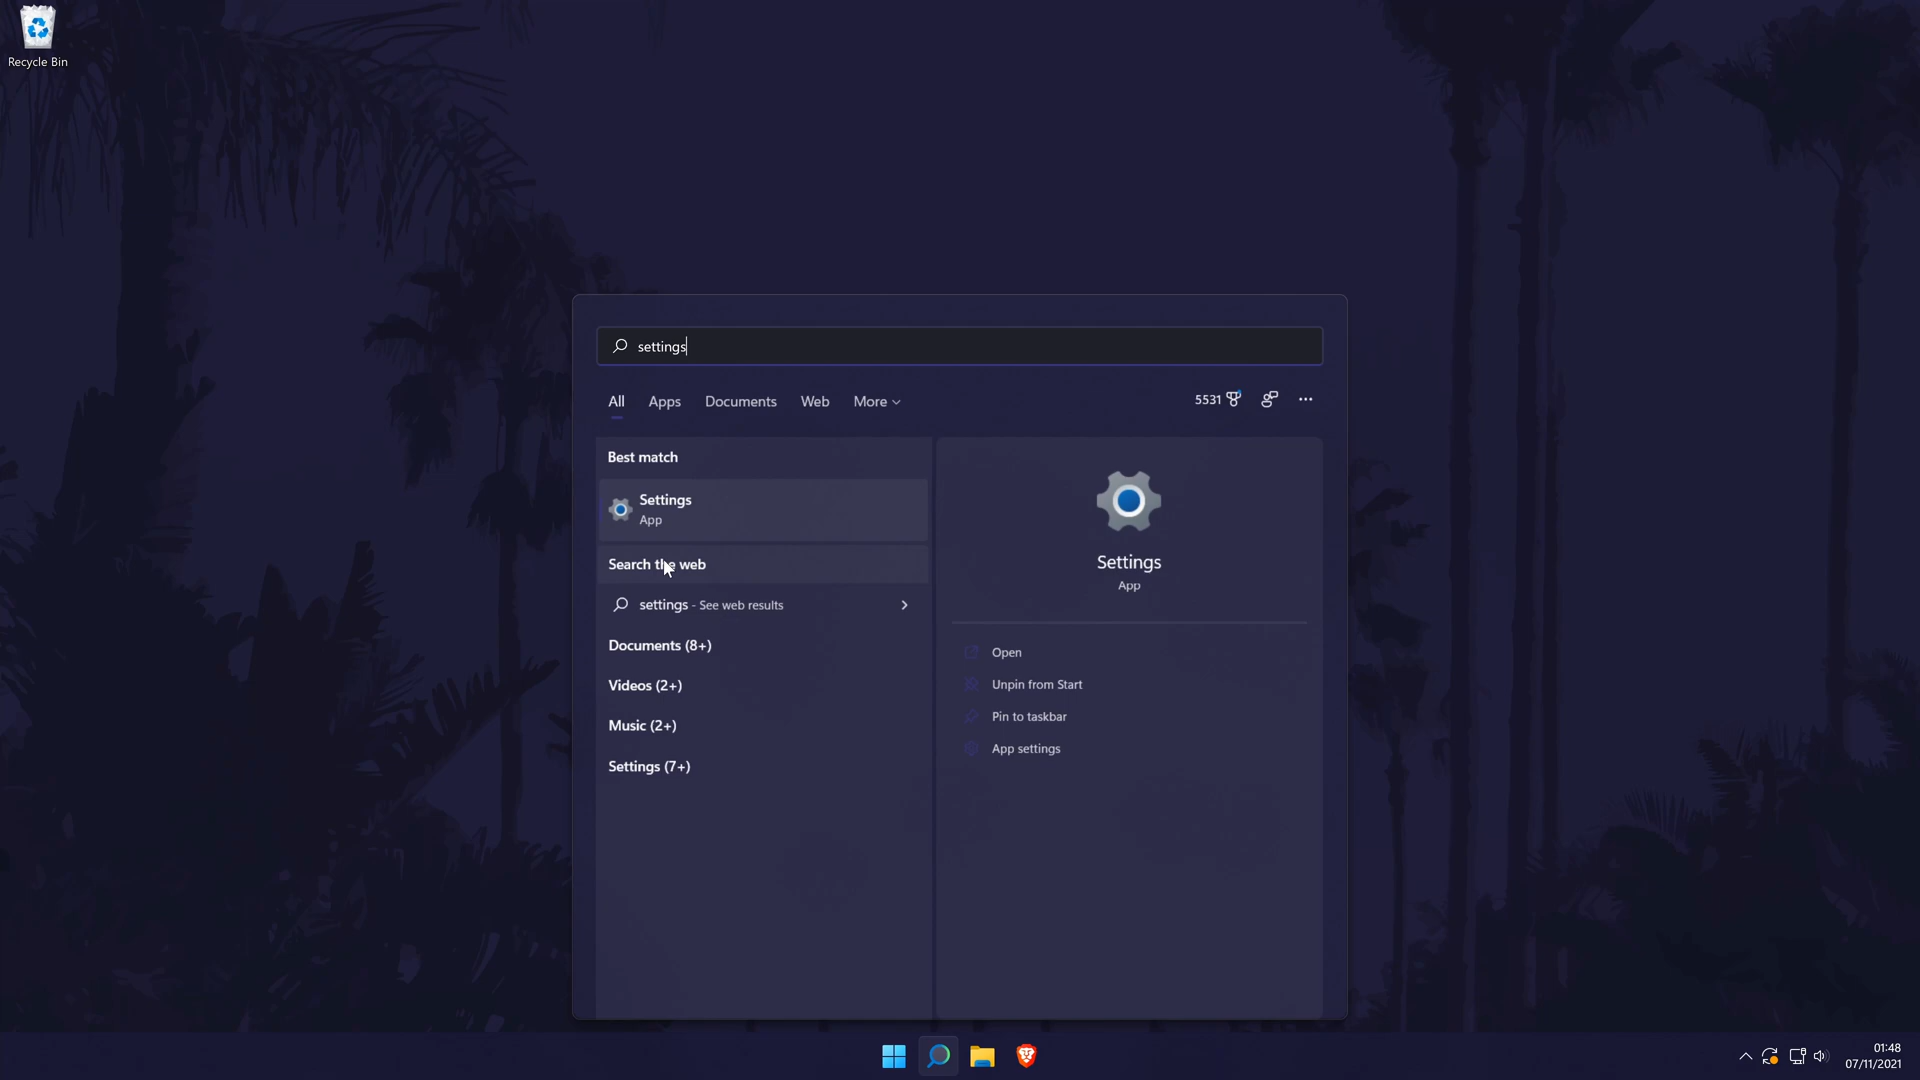 Recycle Bin
settings
All Apps Documents Web More
5531
Best match
Settings
App
Search the web
settings - See web results
Documents (8+)
Videos (2+)
Music (2+)
Settings (7+)
Settings
App
Open
Unpin from Start
Pin to taskbar
App settings
01:48
07/11/2021